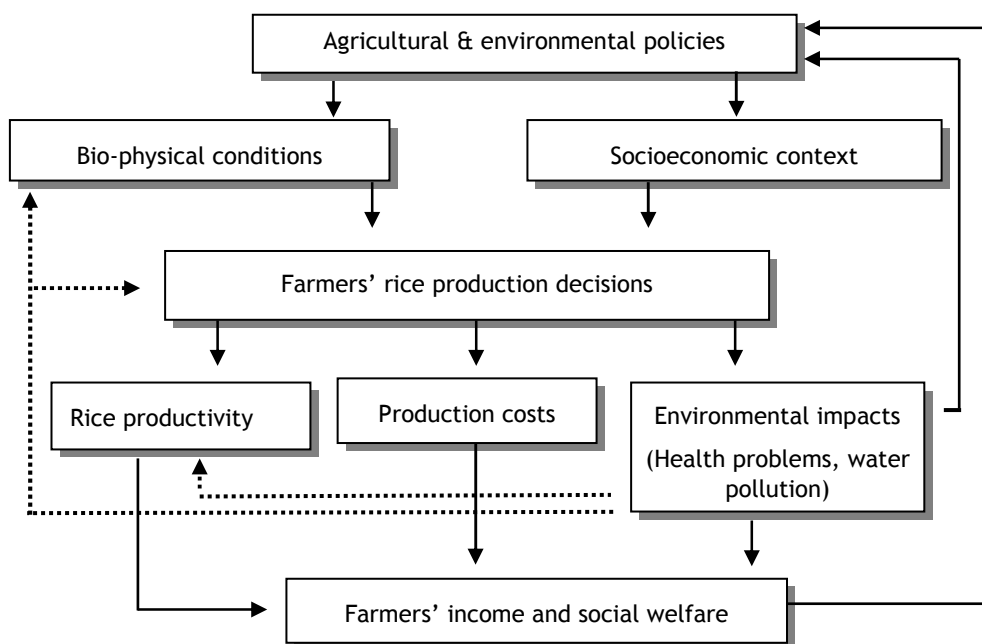 Agricultural & environmental policies
Bio-physical conditions
Socioeconomic context
Farmers’ rice production decisions
Rice productivity
Production costs
Environmental impacts
(Health problems, water
pollution)
Farmers’ income and social welfare